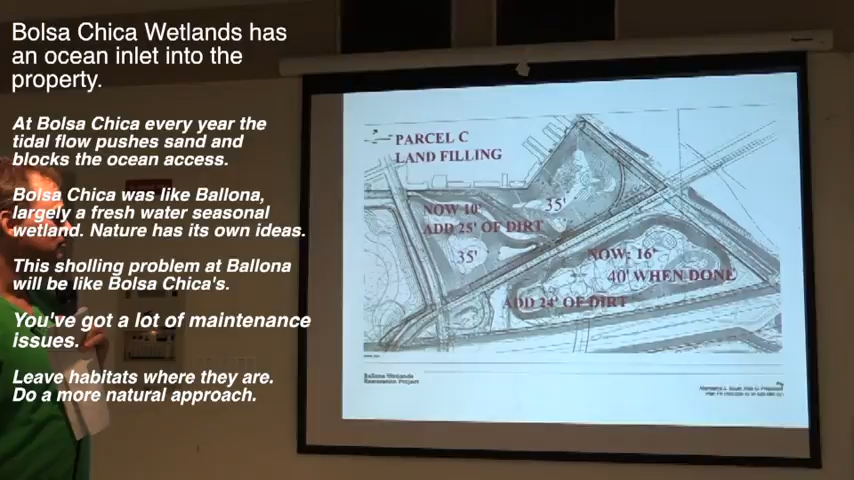 Bolsa Chica Wetlands has
an ocean inlet into the
property.
At Bolsa Chica every year the
tidal flow pushes sand and
blocks the ocean access.
Bolsa Chica was like Ballona,
largely a fresh water seasonal
wetland. Nature has its own ideas.
This sholling problem at Ballona
will be like Bolsa Chica's.
You've got a lot of maintenance
issues.
Leave habitats where they are.
Do a more natural approach.
PARCEL C
LAND FILLING
35'
NOW 10'
ADD 25' OF DIRT
35'
NOW: 16'
40' WHEN DONE
ADD 24' OF DIRT
Ballona Wetlands
Restoration Project